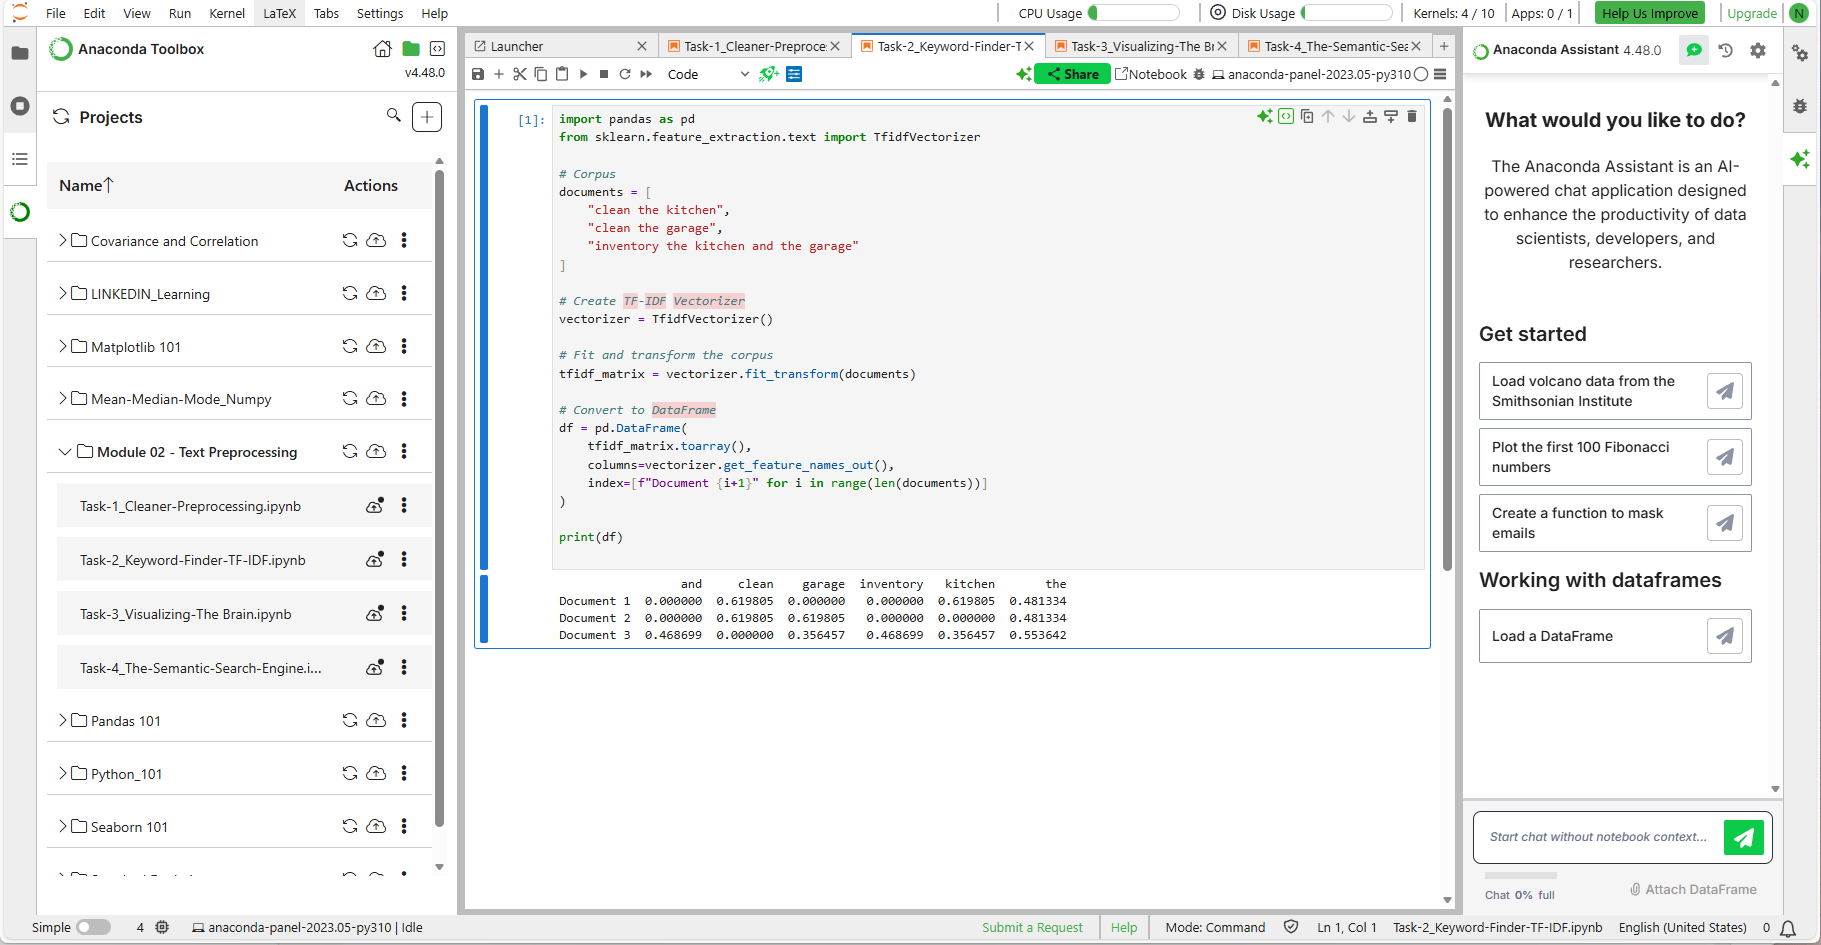 File Edit View Run Kernel LaTeX Tabs Settings Help
CPU Usage
Disk Usage
Kernels: 4 / 10
Apps: 0 / 1
Help Us Improve
Upgrade
N
Anaconda Toolbox
v4.48.0
Projects
Name
Actions
Covariance and Correlation
LINKEDIN_Learning
Matplotlib 101
Mean-Median-Mode_Numpy
Module 02 - Text Preprocessing
Task-1_Cleaner-Preprocessing.ipynb
Task-2_Keyword-Finder-TF-IDF.ipynb
Task-3_Visualizing-The Brain.ipynb
Task-4_The-Semantic-Search-Engine.i...
Pandas 101
Python_101
Seaborn 101
Launcher
Task-1_Cleaner-Preproce
Task-2_Keyword-Finder-T
Task-3_Visualizing-The B
Task-4_The-Semantic-Sea
Code
Share
Notebook
anaconda-panel-2023.05-py310
[1]:
import pandas as pd
from sklearn.feature_extraction.text import TfidfVectorizer
# Corpus
documents = [
    "clean the kitchen",
    "clean the garage",
    "inventory the kitchen and the garage"
]
# Create TF-IDF Vectorizer
vectorizer = TfidfVectorizer()
# Fit and transform the corpus
tfidf_matrix = vectorizer.fit_transform(documents)
# Convert to DataFrame
df = pd.DataFrame(
    tfidf_matrix.toarray(),
    columns=vectorizer.get_feature_names_out(),
    index=[f"Document {i+1}" for i in range(len(documents))]
)
print(df)
and clean garage inventory kitchen the
Document 1 0.000000 0.619805 0.000000 0.000000 0.619805 0.481334
Document 2 0.000000 0.619805 0.619805 0.000000 0.000000 0.481334
Document 3 0.468699 0.000000 0.356457 0.468699 0.356457 0.553642
Anaconda Assistant 4.48.0
What would you like to do?
The Anaconda Assistant is an AI-
powered chat application designed
to enhance the productivity of data
scientists, developers, and
researchers.
Get started
Load volcano data from the
Smithsonian Institute
Plot the first 100 Fibonacci
numbers
Create a function to mask
emails
Working with dataframes
Load a DataFrame
Start chat without notebook context...
Chat 0% full
Attach DataFrame
Simple
4
anaconda-panel-2023.05-py310 | Idle
Submit a Request
Help
Mode: Command
Ln 1, Col 1
Task-2_Keyword-Finder-TF-IDF.ipynb
English (United States)
0